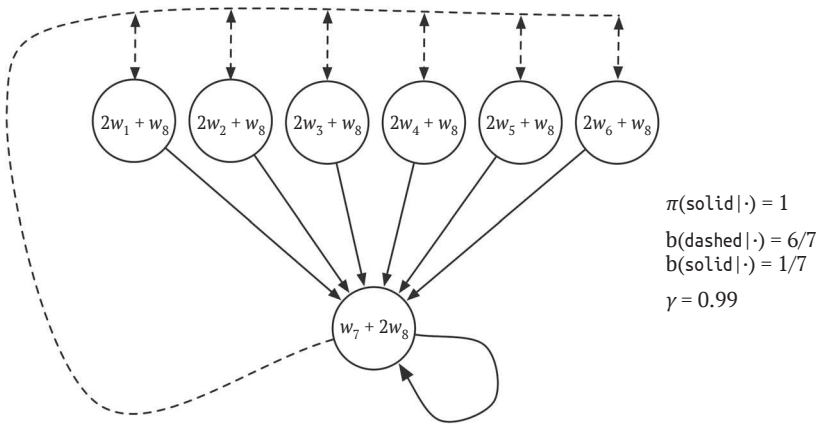 2w₁ + w₈ 2w₂ + w₈ 2w₃ + w₈ 2w₄ + w₈ 2w₅ + w₈ 2w₆ + w₈
π(solid|·) = 1
b(dashed|·) = 6/7
b(solid|·) = 1/7
γ = 0.99
w₇ + 2w₈